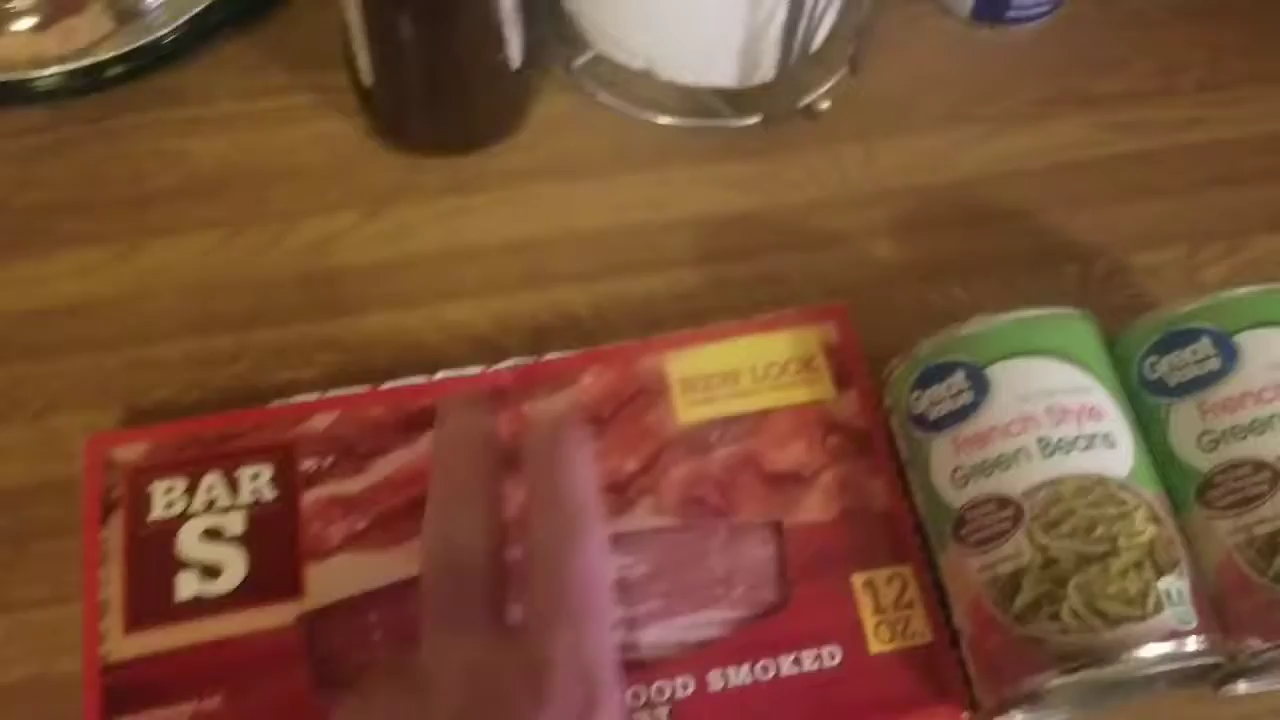 BAR
S
NEW LOOK
12
OZ.
OOD SMOKED
Great
Value
French Style
Green Beans
Great
Value
French
Green